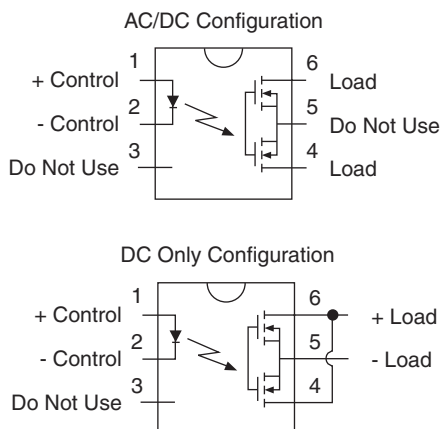 AC/DC Configuration
1 6
+ Control Load
2 5
- Control Do Not Use
3 4
Do Not Use Load
DC Only Configuration
1 6
+ Control + Load
2 5
- Control - Load
3 4
Do Not Use